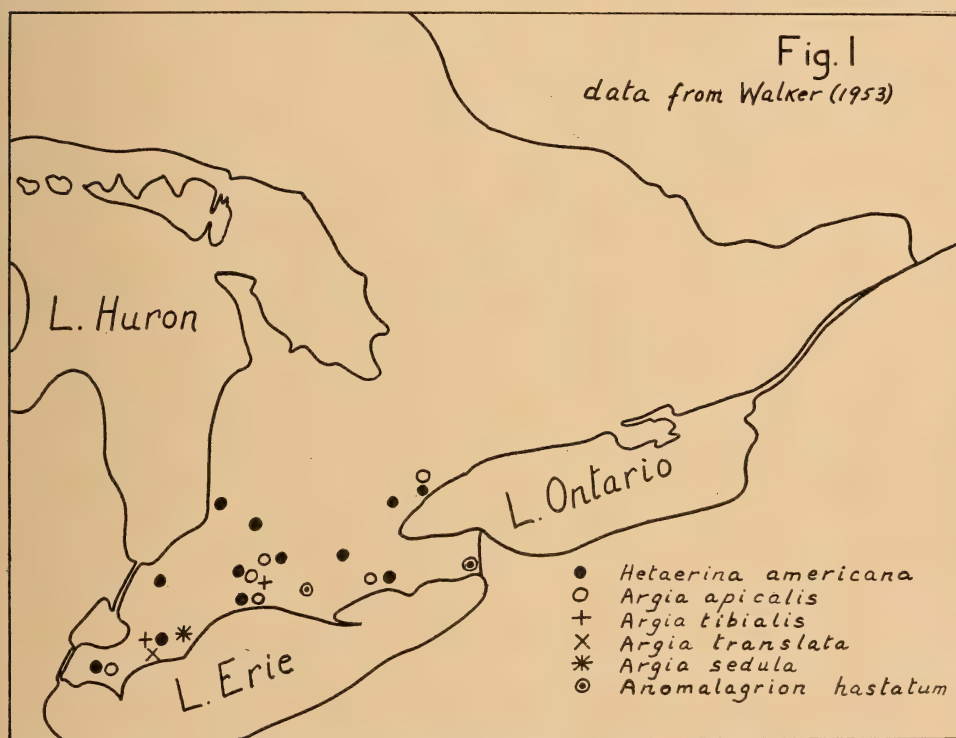 Fig. 1
data from Walker (1953)
L. Huron
L. Ontario
L. Erie
Hetaerina americana
Argia apicalis
Argia tibialis
Argia translata
Argia sedula
Anomalagrion hastatum